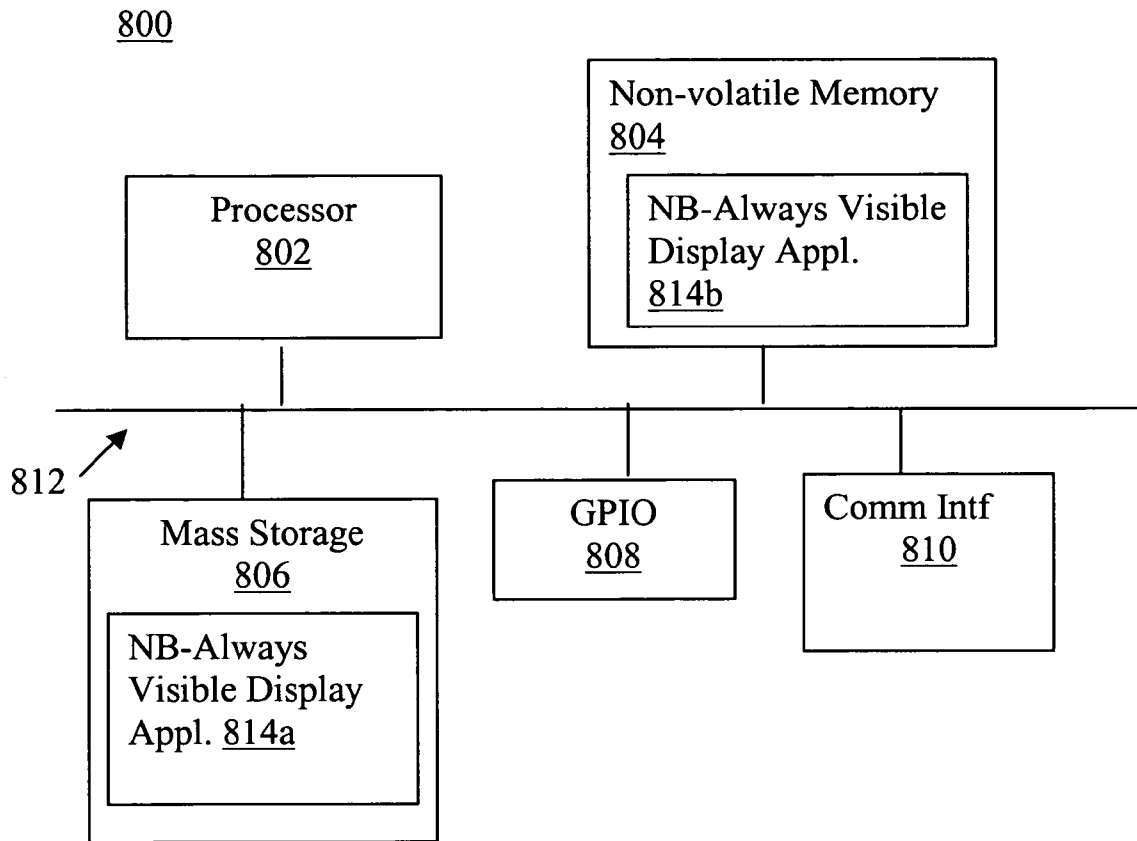 800
Non-volatile Memory
804
NB-Always Visible
Display Appl.
814b
Processor
802
812
Mass Storage
806
NB-Always
Visible Display
Appl. 814a
GPIO
808
Comm Intf
810